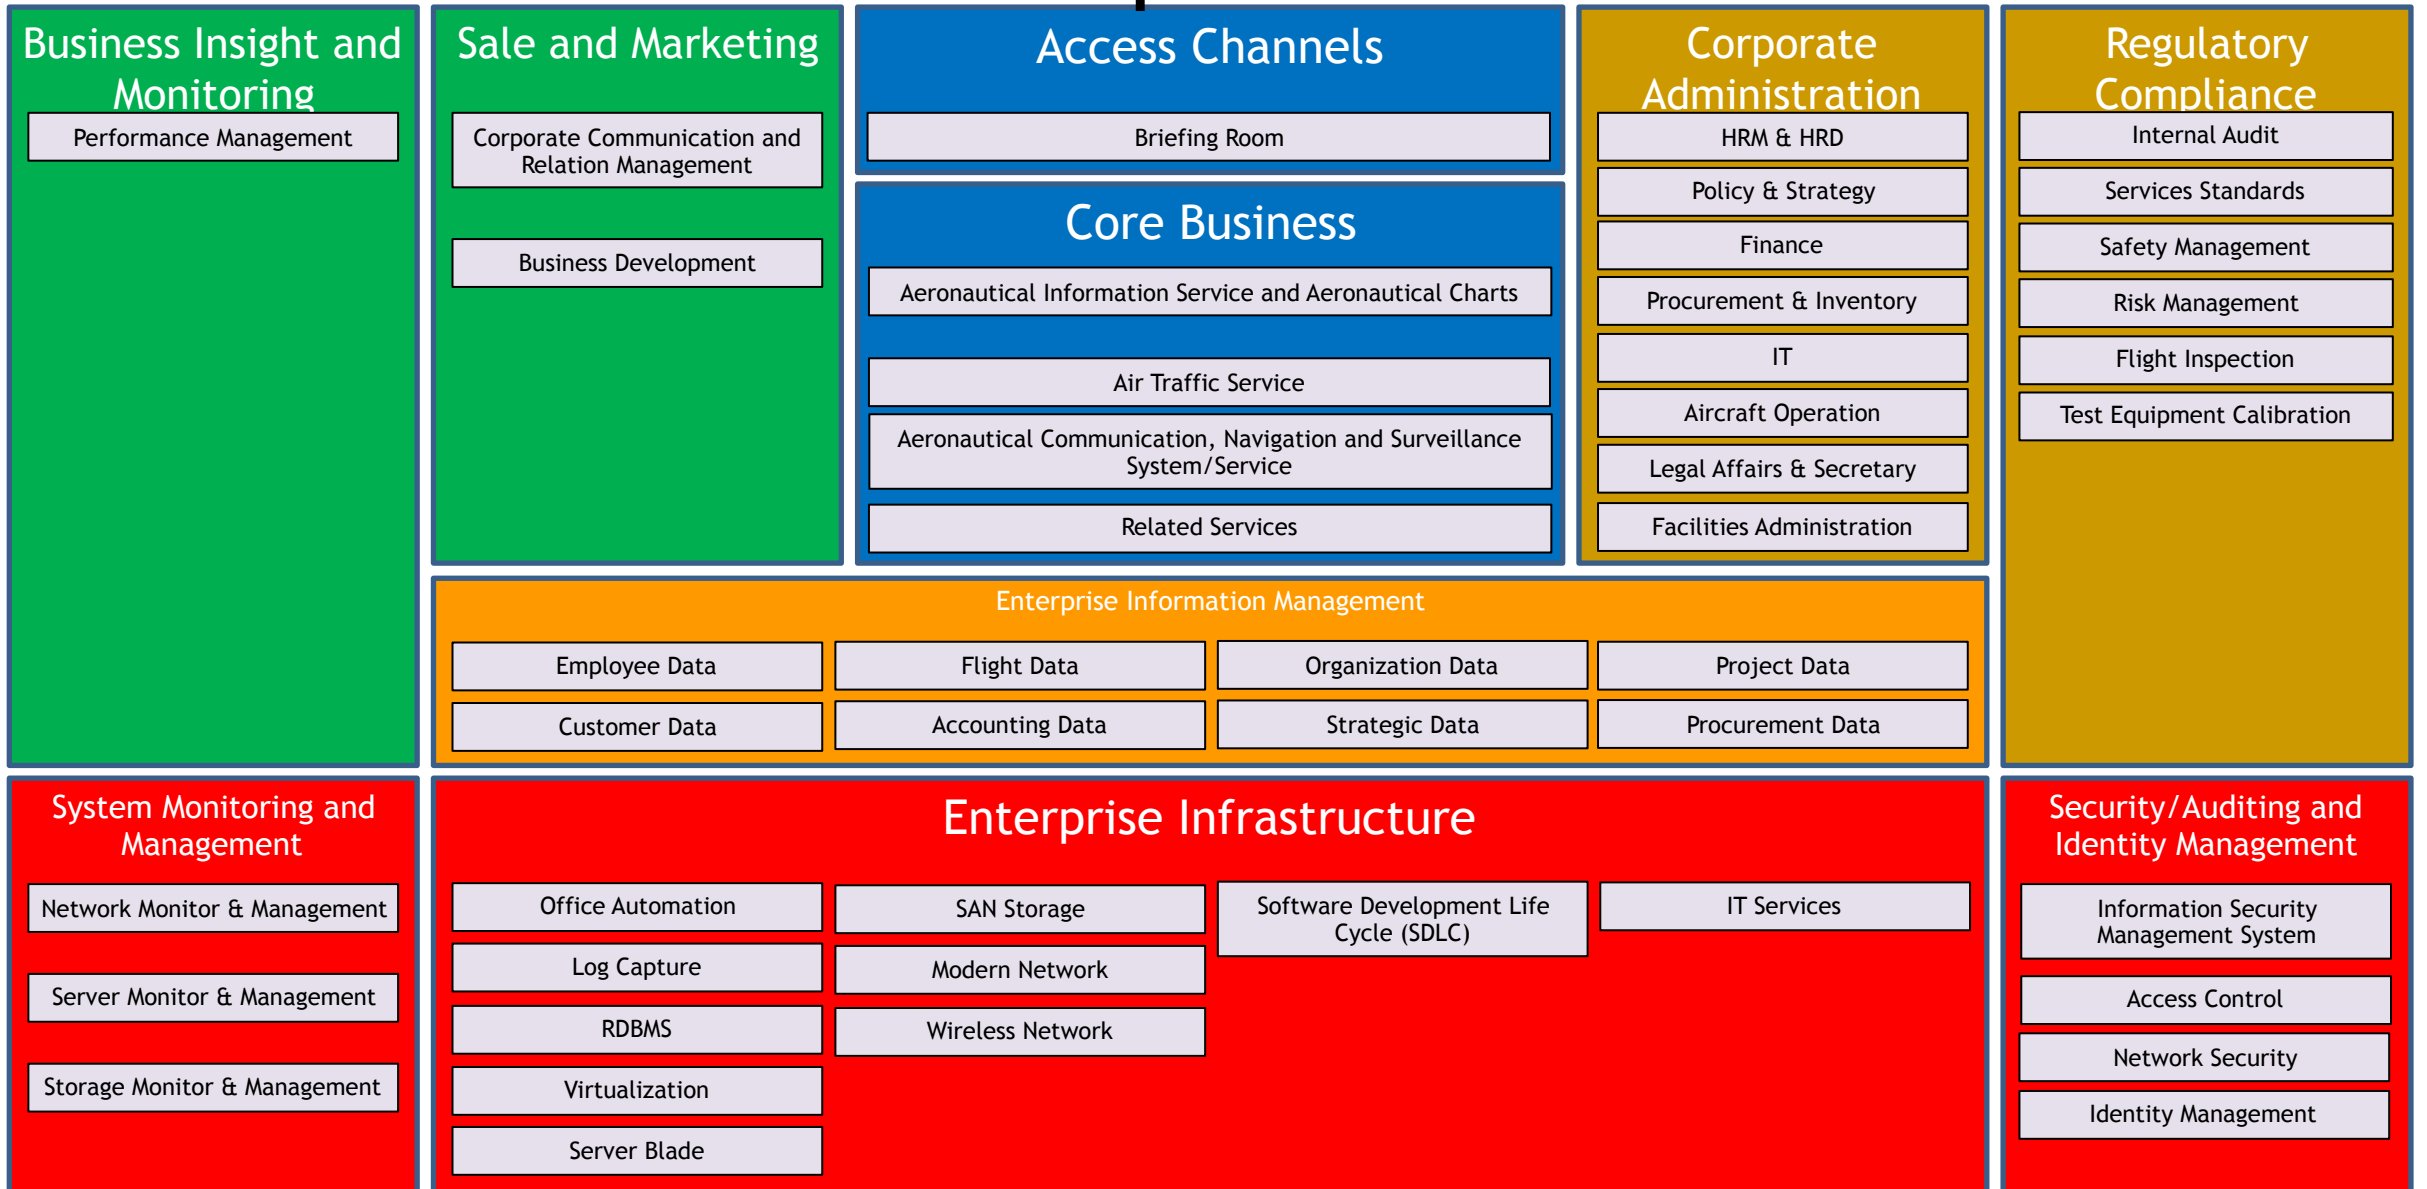 Business Insight and
Monitoring
Performance Management
Sale and Marketing
Corporate Communication and
Relation Management
Business Development
Access Channels
Briefing Room
Core Business
Aeronautical Information Service and Aeronautical Charts
Air Traffic Service
Aeronautical Communication, Navigation and Surveillance
System/Service
Related Services
Corporate
Administration
HRM & HRD
Policy & Strategy
Finance
Procurement & Inventory
IT
Aircraft Operation
Legal Affairs & Secretary
Facilities Administration
Regulatory
Compliance
Internal Audit
Services Standards
Safety Management
Risk Management
Flight Inspection
Test Equipment Calibration
Enterprise Information Management
Employee Data
Flight Data
Organization Data
Project Data
Customer Data
Accounting Data
Strategic Data
Procurement Data
System Monitoring and
Management
Network Monitor & Management
Server Monitor & Management
Storage Monitor & Management
Enterprise Infrastructure
Office Automation
Log Capture
RDBMS
Virtualization
Server Blade
SAN Storage
Modern Network
Wireless Network
Software Development Life
Cycle (SDLC)
IT Services
Security/Auditing and
Identity Management
Information Security
Management System
Access Control
Network Security
Identity Management